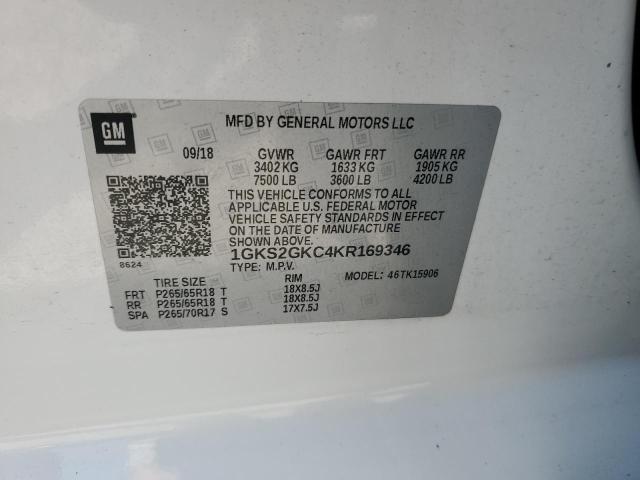 GM
MFD BY GENERAL MOTORS LLC
09/18 GVWR GAWR FRT GAWR RR
3402 KG 1633 KG 1905 KG
7500 LB 3600 LB 4200 LB
THIS VEHICLE CONFORMS TO ALL
APPLICABLE U.S. FEDERAL MOTOR
VEHICLE SAFETY STANDARDS IN EFFECT
ON THE DATE OF MANUFACTURE
SHOWN ABOVE.
8624 1GKS2GKC4KR169346
TYPE: M.P.V. MODEL: 46TK15906
TIRE SIZE RIM
FRT P265/65R18 T 18X8.5J
RR P265/65R18 T 18X8.5J
SPA P265/70R17 S 17X7.5J